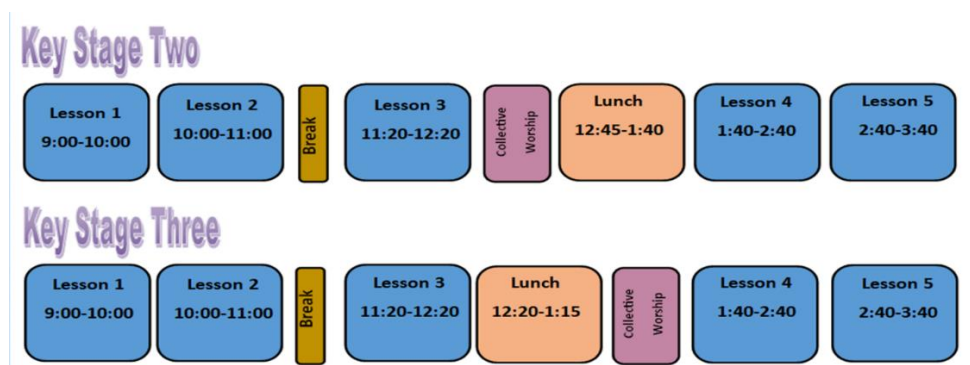 Key Stage Two
Lesson 1
9:00-10:00
Lesson 2
10:00-11:00
Break
Lesson 3
11:20-12:20
Collective
Worship
Lunch
12:45-1:40
Lesson 4
1:40-2:40
Lesson 5
2:40-3:40
Key Stage Three
Lesson 1
9:00-10:00
Lesson 2
10:00-11:00
Break
Lesson 3
11:20-12:20
Lunch
12:20-1:15
Collective
Worship
Lesson 4
1:40-2:40
Lesson 5
2:40-3:40